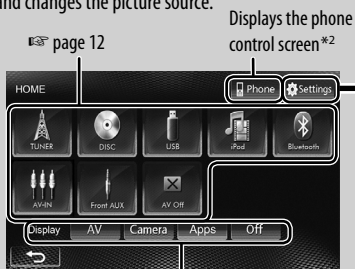 and changes the picture source.
Displays the phone
☞ page 12
control screen*2
HOME
Phone
Settings
TUNER
DISC
USB
iPod
Bluetooth
AV-IN
Front AUX
AV Off
Display
AV
Camera
Apps
Off